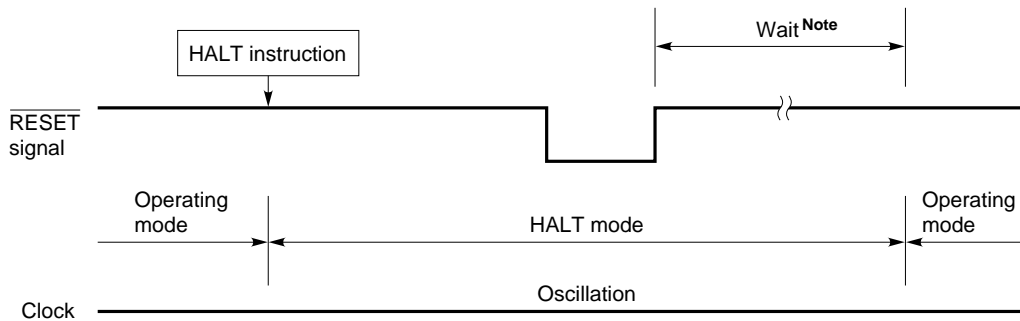 Wait Note
HALT instruction
RESET
signal
Operating
mode
HALT mode
Operating
mode
Oscillation
Clock